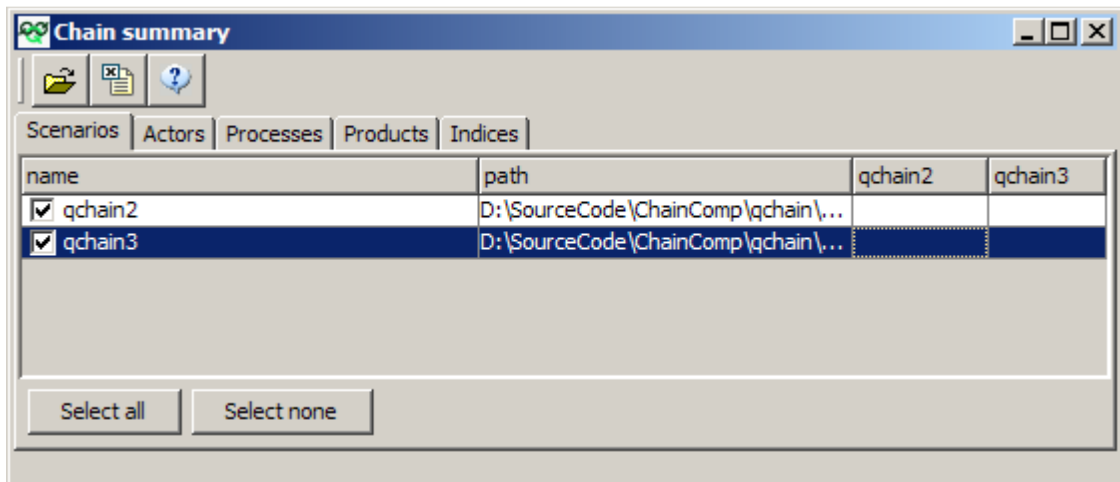 Chain summary
Scenarios Actors Processes Products Indices
name path qchain2 qchain3
qchain2 D:\SourceCode\ChainComp\qchain\...
qchain3 D:\SourceCode\ChainComp\qchain\...
Select all Select none